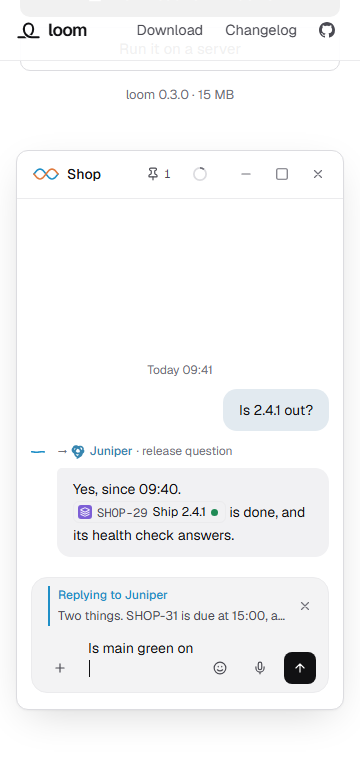 loom
Download
Changelog
Run it on a server
loom 0.3.0 · 15 MB
Shop
1
Today 09:41
Is 2.4.1 out?
→ Juniper · release question
Yes, since 09:40.
SHOP-29 Ship 2.4.1 is done, and
its health check answers.
Replying to Juniper
Two things. SHOP-31 is due at 15:00, a...
Is main green on